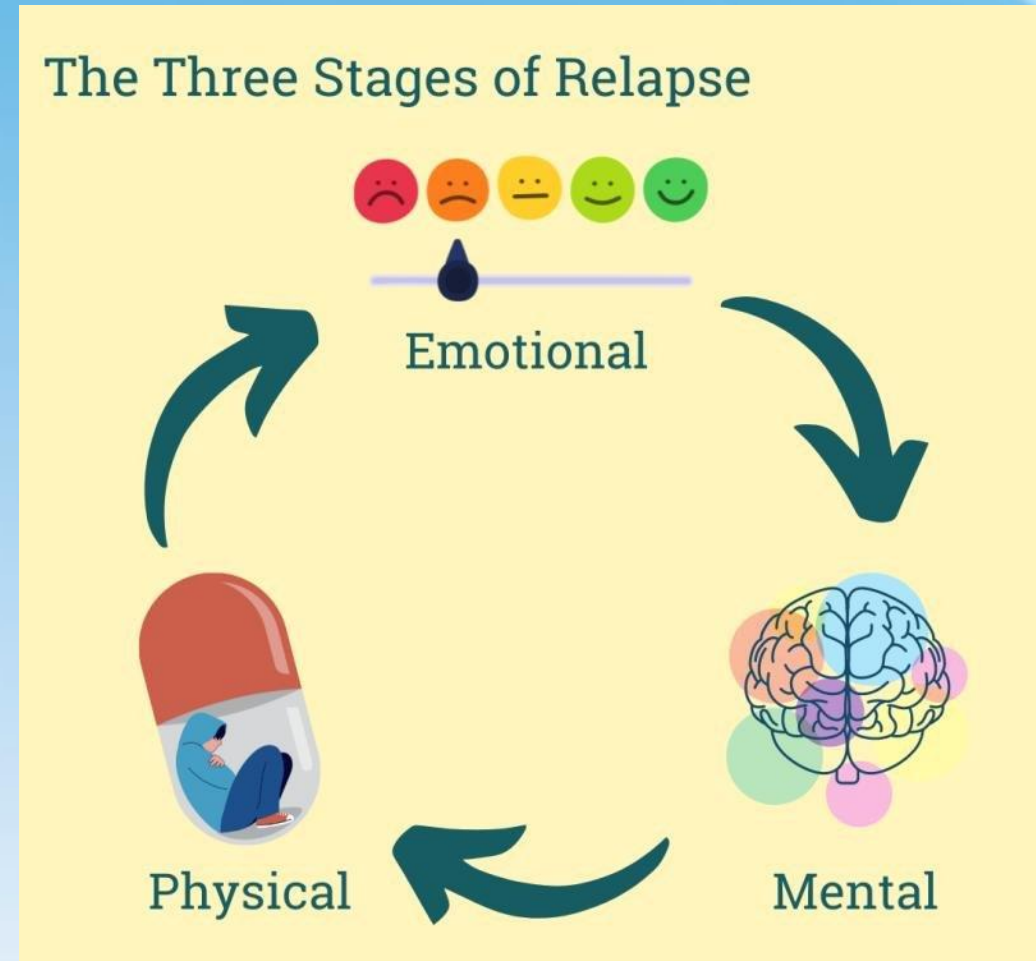 The Three Stages of Relapse
Emotional
Physical
Mental